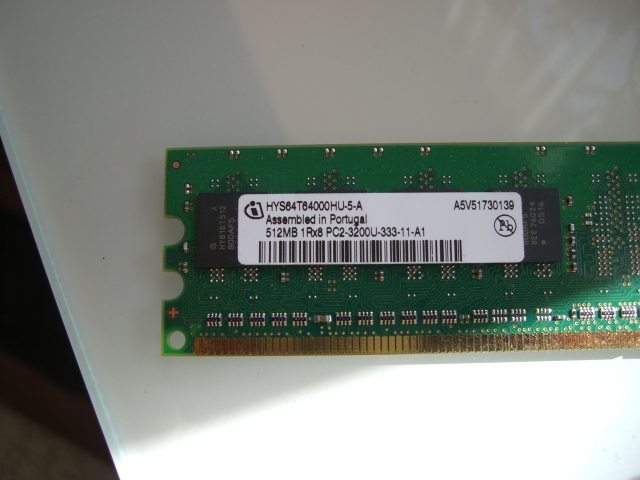 HYS64T64000HU-5-A
A5V51730139
Assembled in Portugal
512MB 1Rx8 PC2-3200U-333-11-A1